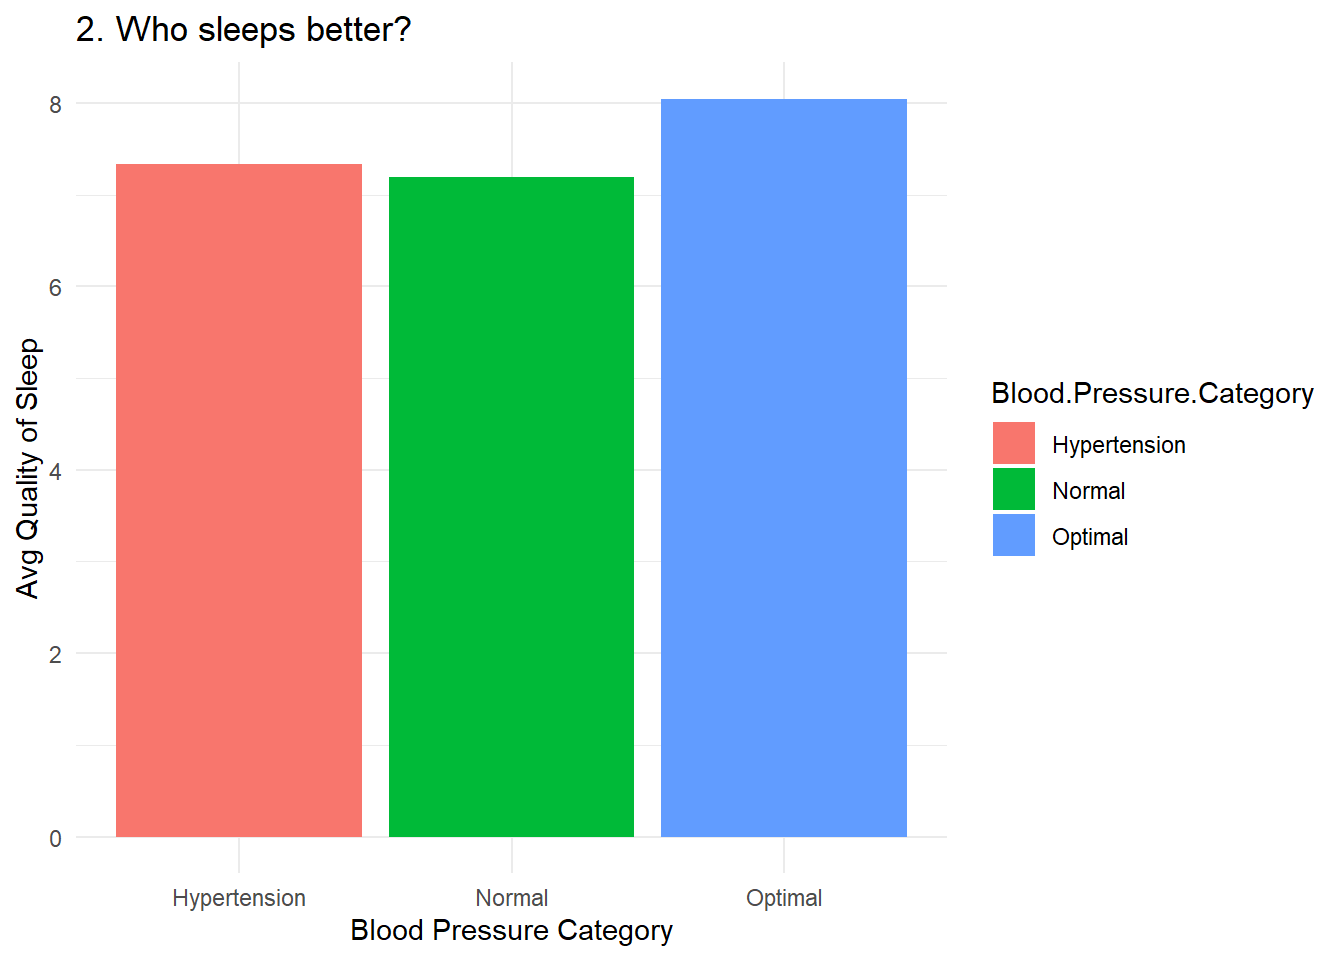 2. Who sleeps better?
8
6
4
2
0
Avg Quality of Sleep
Hypertension
Normal
Optimal
Blood Pressure Category
Blood.Pressure.Category
Hypertension
Normal
Optimal